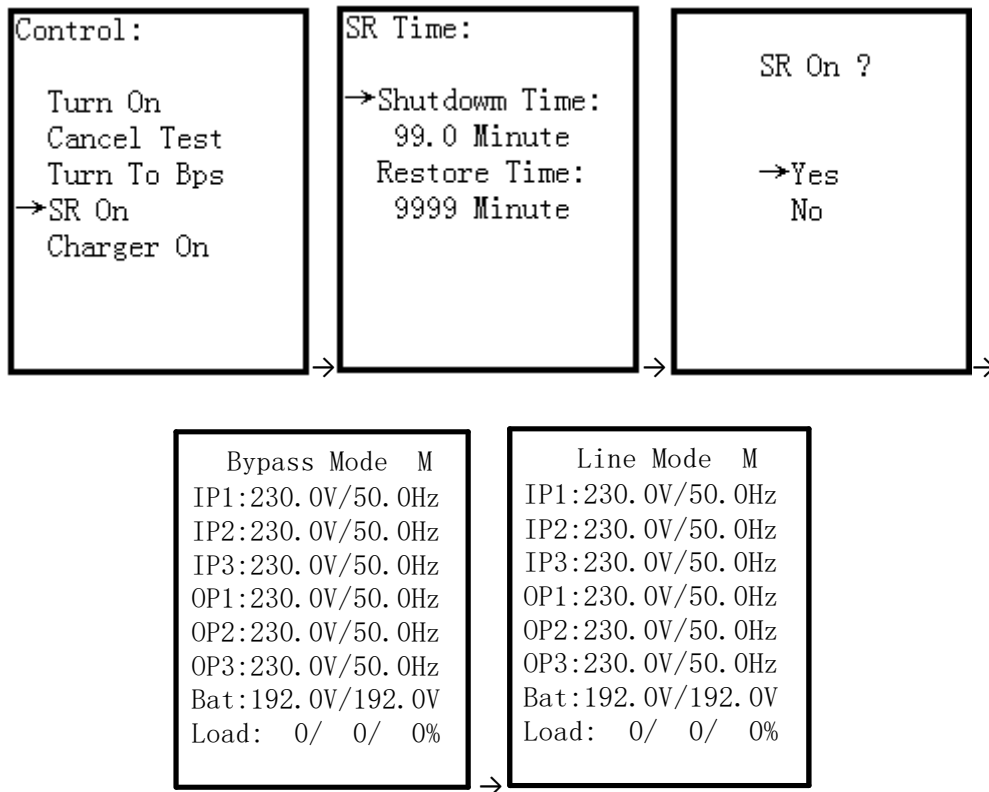 Control:
Turn On
Cancel Test
Turn To Bps
→SR On
Charger On
→
SR Time:
→Shutdowm Time:
99.0 Minute
Restore Time:
9999 Minute
→
SR On ?
→Yes
No
→
Bypass Mode M
IP1:230.0V/50.0Hz
IP2:230.0V/50.0Hz
IP3:230.0V/50.0Hz
OP1:230.0V/50.0Hz
OP2:230.0V/50.0Hz
OP3:230.0V/50.0Hz
Bat:192.0V/192.0V
Load: 0/ 0/ 0%
→
Line Mode M
IP1:230.0V/50.0Hz
IP2:230.0V/50.0Hz
IP3:230.0V/50.0Hz
OP1:230.0V/50.0Hz
OP2:230.0V/50.0Hz
OP3:230.0V/50.0Hz
Bat:192.0V/192.0V
Load: 0/ 0/ 0%